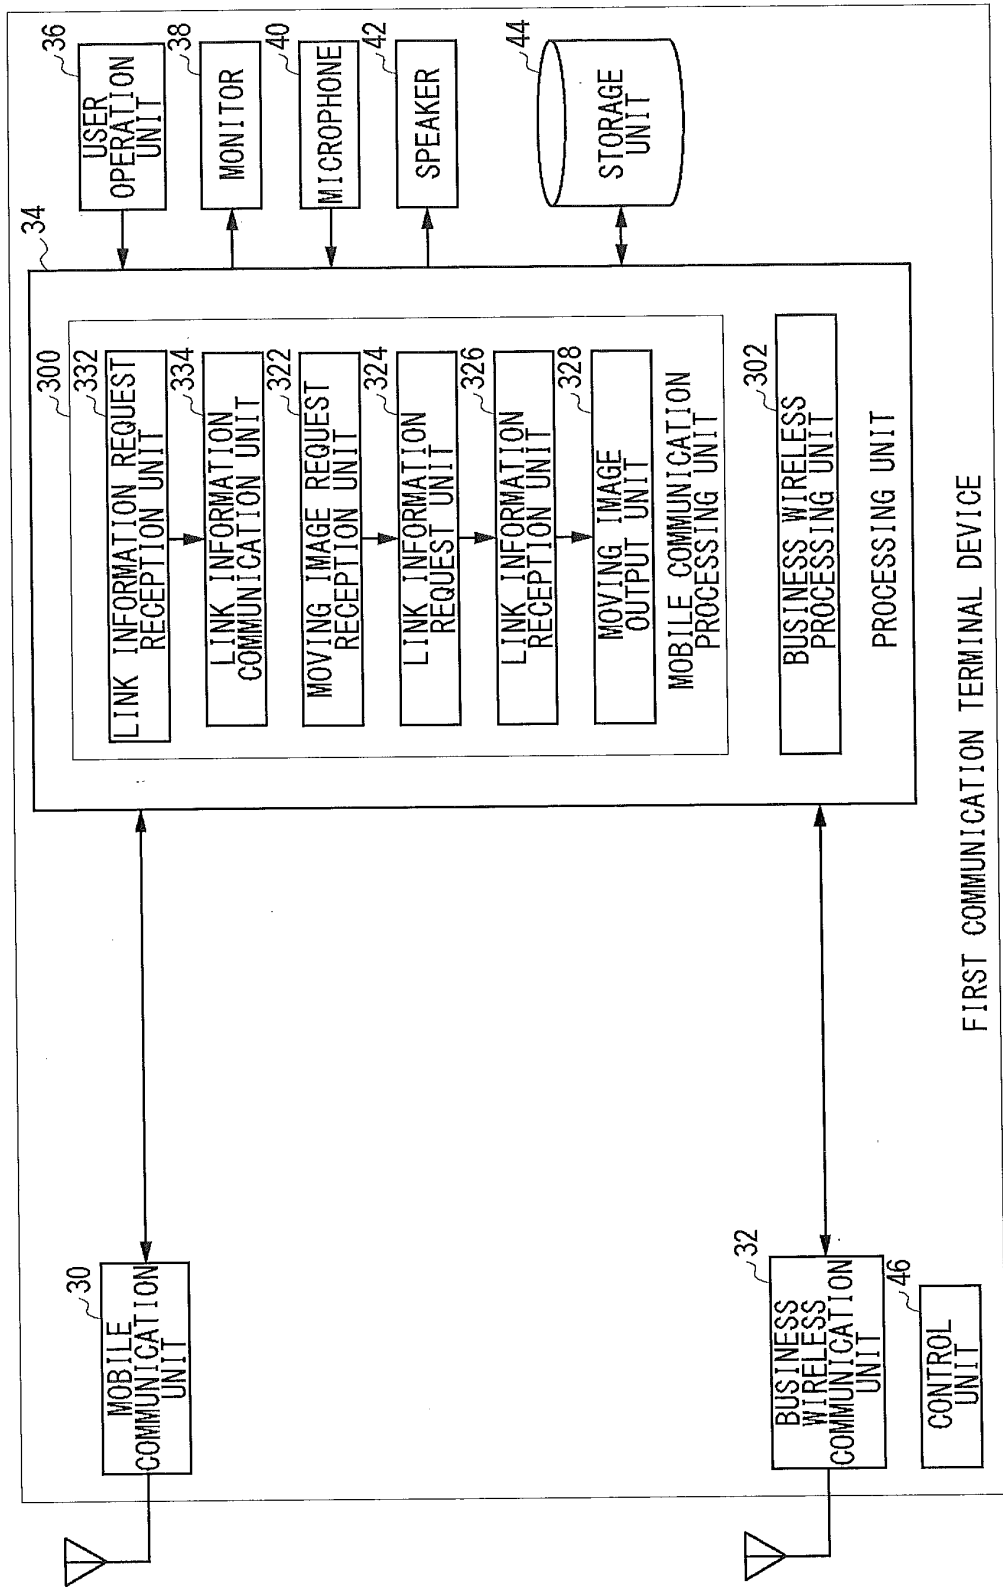 30
MOBILE
COMMUNICATION
UNIT
32
BUSINESS
WIRELESS
COMMUNICATION
UNIT
46
CONTROL
UNIT
34
300
332
LINK INFORMATION REQUEST
RECEPTION UNIT
334
LINK INFORMATION
COMMUNICATION UNIT
322
MOVING IMAGE REQUEST
RECEPTION UNIT
324
LINK INFORMATION
REQUEST UNIT
326
LINK INFORMATION
RECEPTION UNIT
328
MOVING IMAGE
OUTPUT UNIT
MOBILE COMMUNICATION
PROCESSING UNIT
302
BUSINESS WIRELESS
PROCESSING UNIT
PROCESSING UNIT
36
USER
OPERATION
UNIT
38
MONITOR
40
MICROPHONE
42
SPEAKER
44
STORAGE
UNIT
FIRST COMMUNICATION TERMINAL DEVICE